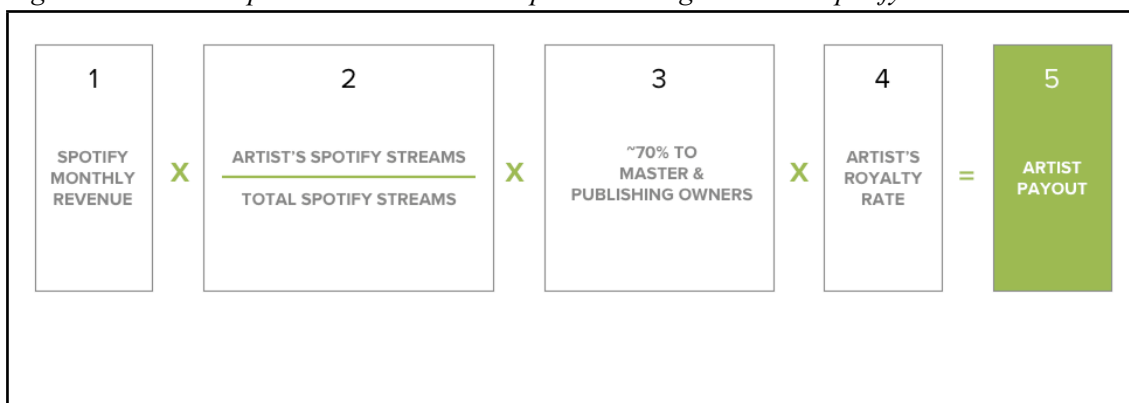 1
SPOTIFY
MONTHLY
REVENUE
X
2
ARTIST'S SPOTIFY STREAMS
TOTAL SPOTIFY STREAMS
X
3
~70% TO
MASTER &
PUBLISHING OWNERS
X
4
ARTIST'S
ROYALTY
RATE
=
5
ARTIST
PAYOUT